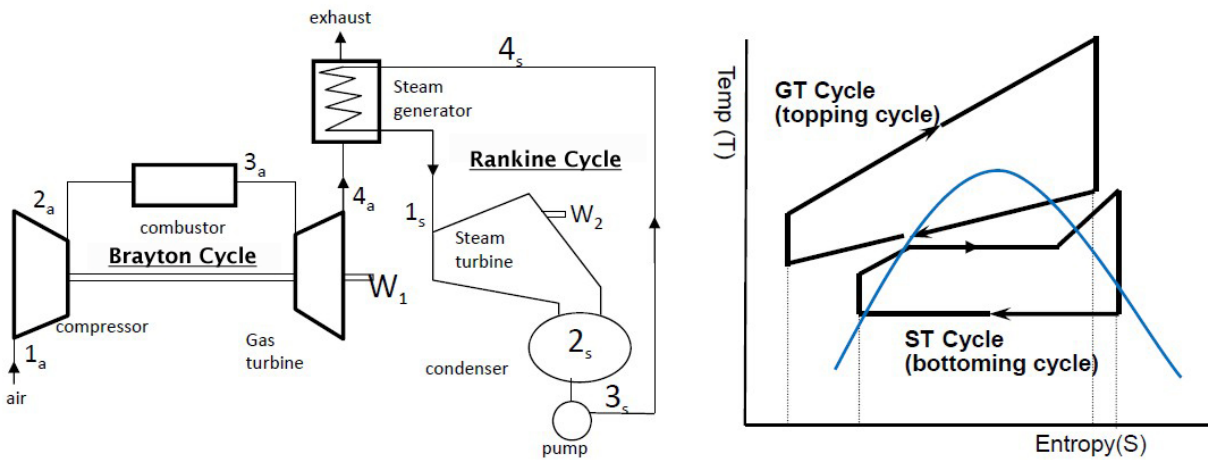 exhaust
4s
Steam
generator
3a
2a
combustor
4a
Brayton Cycle
W1
compressor
Gas
turbine
1a
air
Rankine Cycle
1s
W2
Steam
turbine
2s
condenser
3s
pump
Temp (T)
GT Cycle
(topping cycle)
ST Cycle
(bottoming cycle)
Entropy(S)